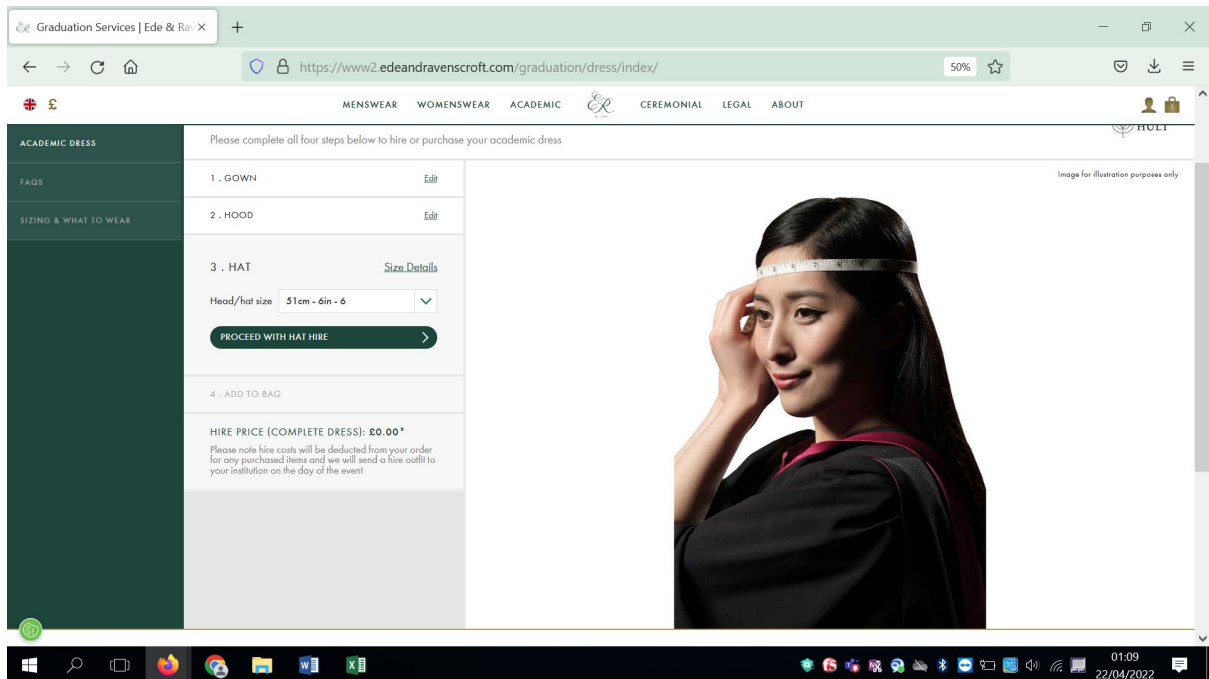 Graduation Services | Ede & Rav
https://www2.edeandravenscroft.com/graduation/dress/index/
50%
£
MENSWEAR WOMENSWEAR ACADEMIC ER CEREMONIAL LEGAL ABOUT
ACADEMIC DRESS
FAQS
SIZING & WHAT TO WEAR
Please complete all four steps below to hire or purchase your academic dress
HULT
1 . GOWN Edit
2 . HOOD Edit
3 . HAT Size Details
Head/hat size 51cm - 6in - 6
PROCEED WITH HAT HIRE
4 . ADD TO BAG
HIRE PRICE (COMPLETE DRESS): £0.00*
Please note hire costs will be deducted from your order
for any purchased items and we will send a hire outfit to
your institution on the day of the event
Image for illustration purposes only
01:09
22/04/2022